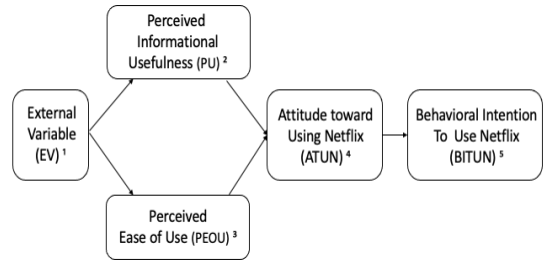 Perceived
Informational
Usefulness (PU) ²
External
Variable
(EV) ¹
Attitude toward
Using Netflix
(ATUN) ⁴
Behavioral Intention
To Use Netflix
(BITUN) ⁵
Perceived
Ease of Use (PEOU) ³